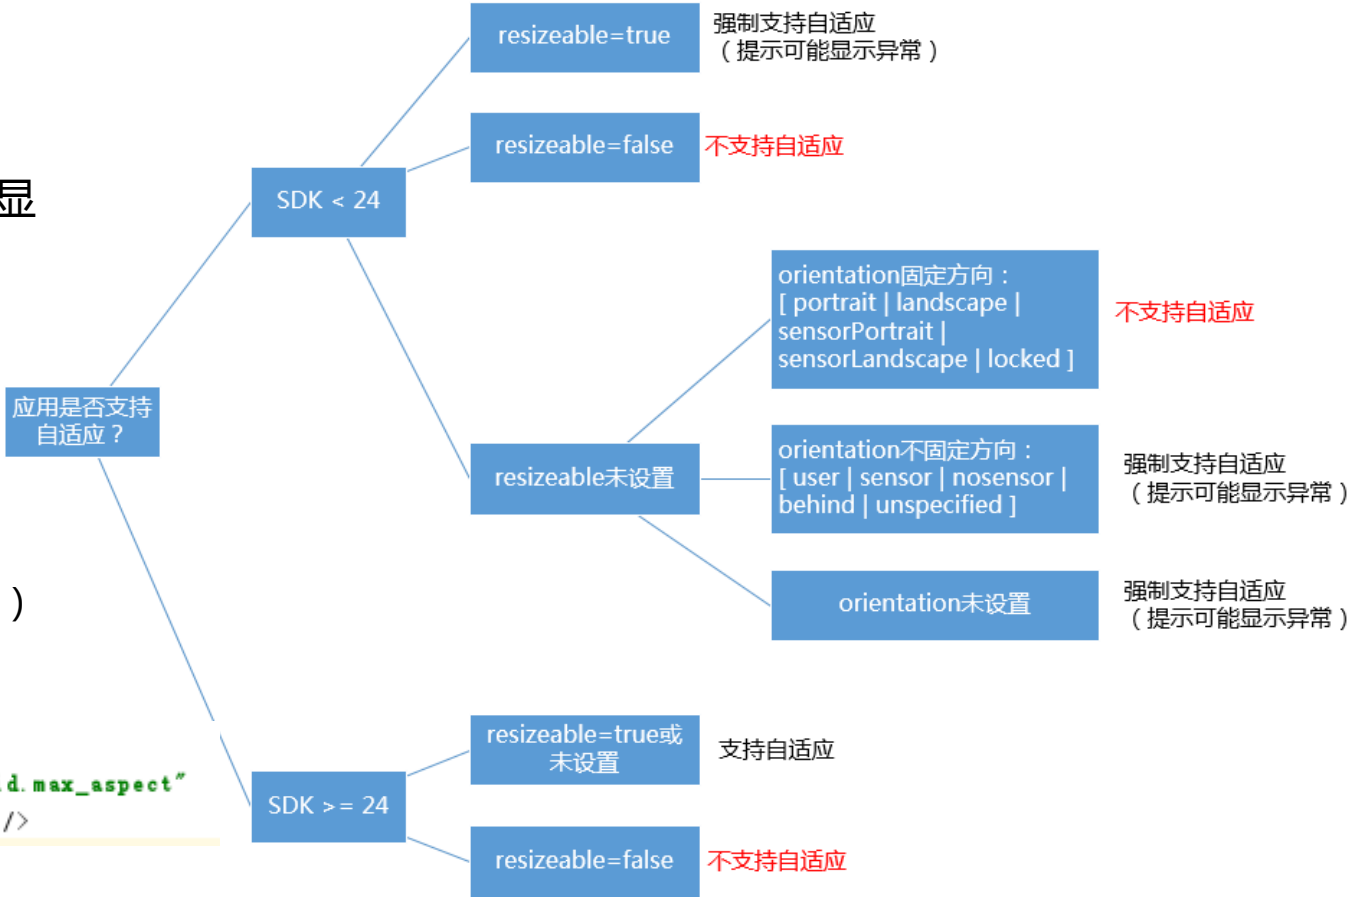 resizeable=true
强制支持自适应
（提示可能显示异常）
resizeable=false
不支持自适应
显
SDK < 24
orientation固定方向：
[ portrait | landscape |
sensorPortrait |
sensorLandscape | locked ]
不支持自适应
应用是否支持
自适应？
resizeable未设置
orientation不固定方向：
[ user | sensor | nosensor |
behind | unspecified ]
强制支持自适应
（提示可能显示异常）
）
orientation未设置
强制支持自适应
（提示可能显示异常）
resizeable=true或
未设置
支持自适应
d.max_aspect"
/>
SDK >= 24
resizeable=false
不支持自适应